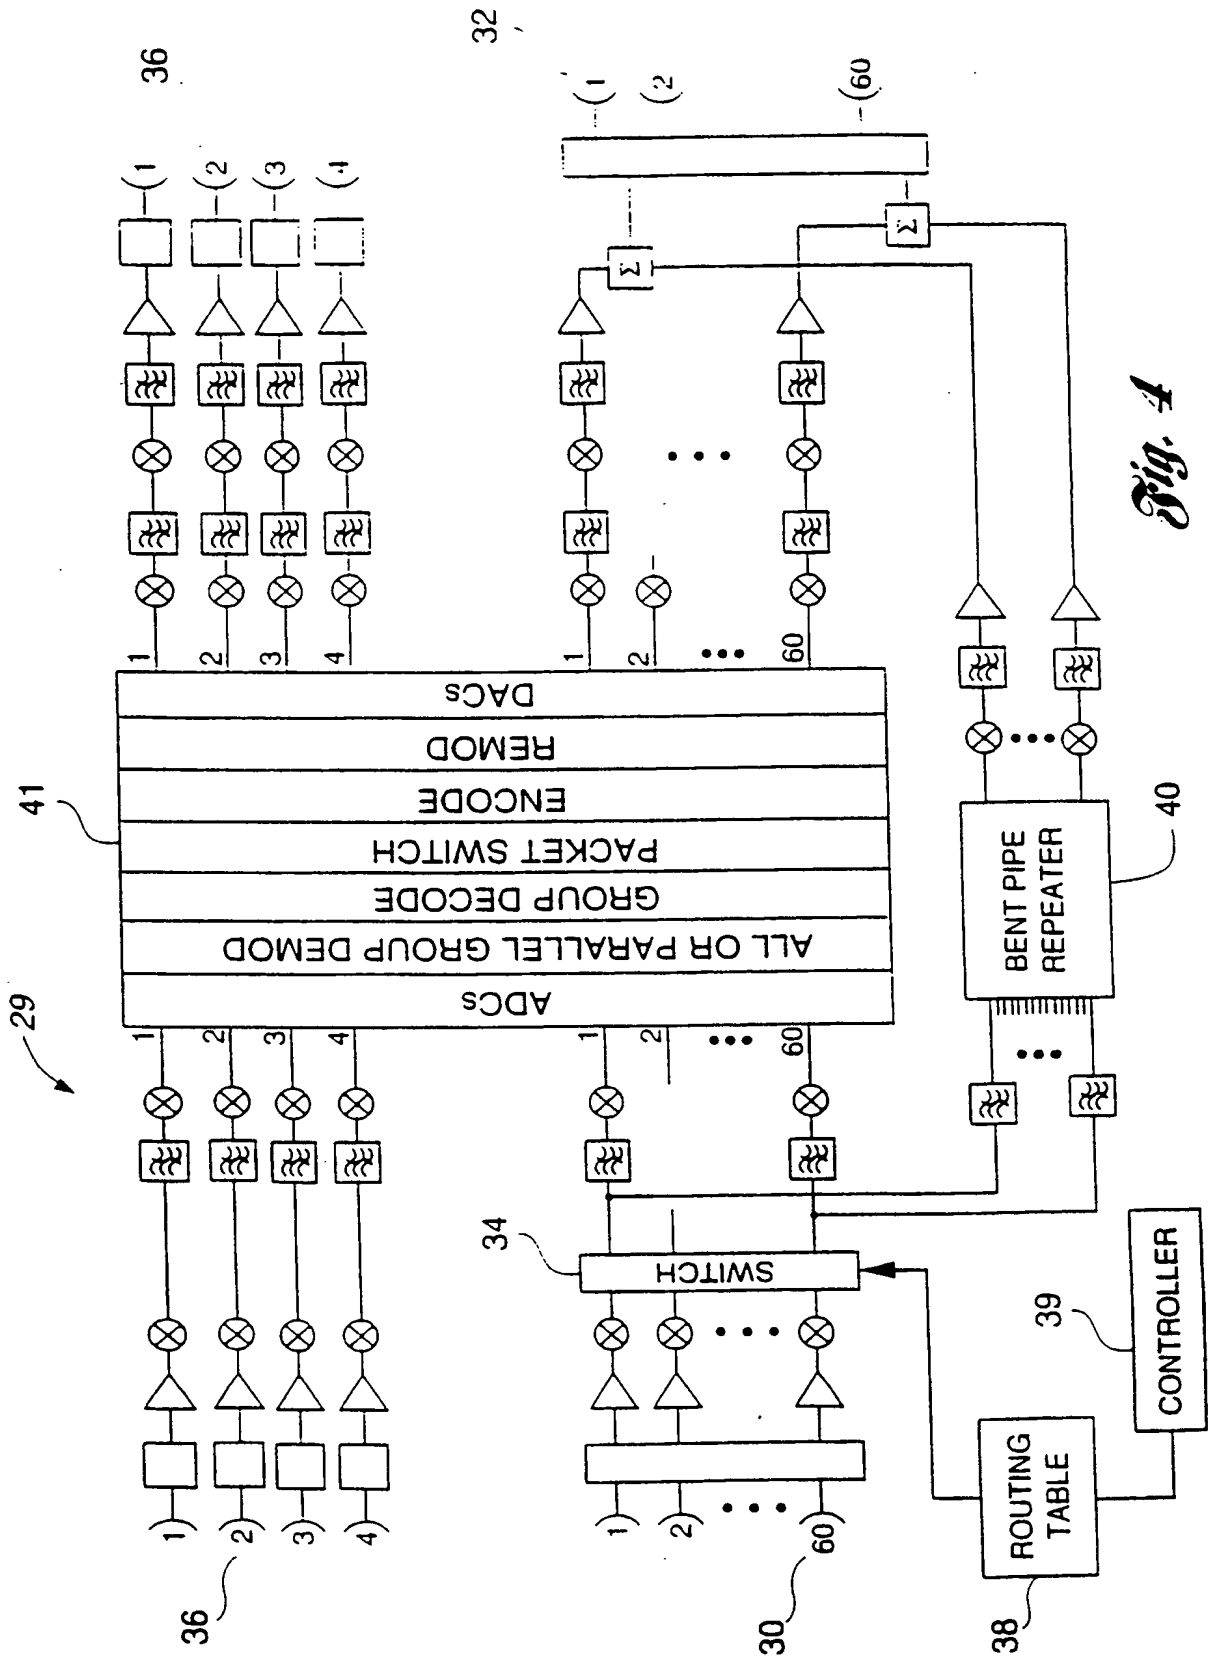 36
1
2
3
4
32
1
2
60
29
41
1
2
3
4
1
2
60
ADCs
ALL OR PARALLEL GROUP DEMOD
GROUP DECODE
PACKET SWITCH
ENCODE
REMOD
DACs
1
2
3
4
1
2
60
Σ
Σ
36
1
2
3
4
30
1
2
60
34
SWITCH
BENT PIPE
REPEATER
40
38
ROUTING
TABLE
39
CONTROLLER
Fig. 4